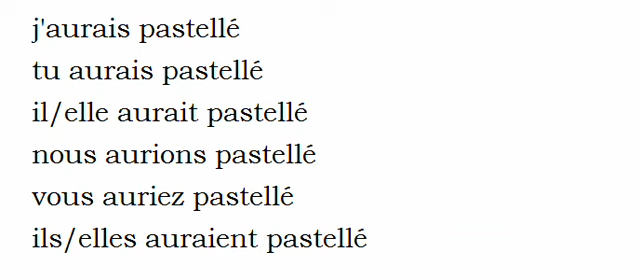 j'aurais pastellé
tu aurais pastellé
il/elle aurait pastellé
nous aurions pastellé
vous auriez pastellé
ils/elles auraient pastellé